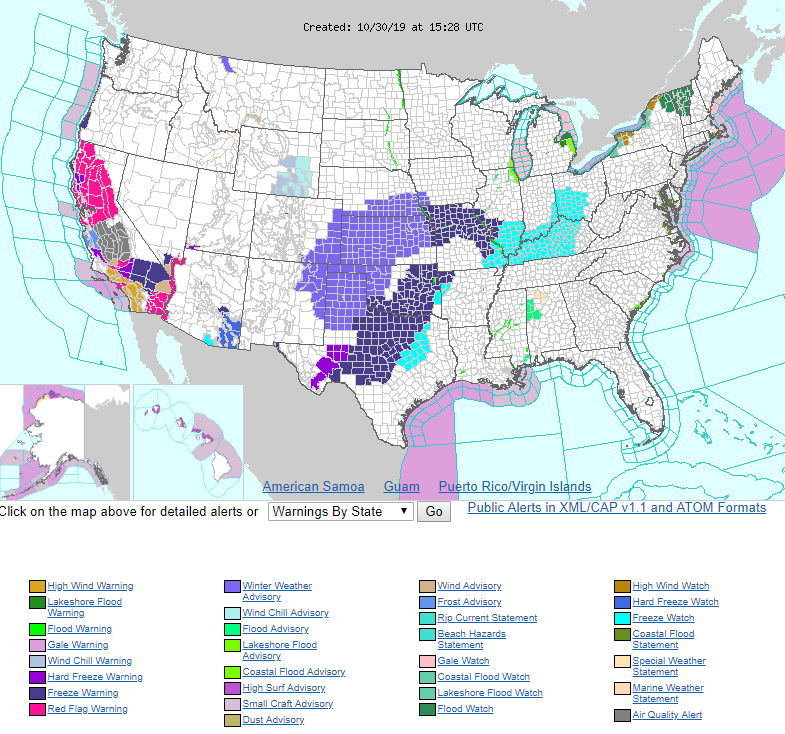 Created: 10/30/19 at 15:28 UTC
American Samoa Guam Puerto Rico/Virgin Islands
Click on the map above for detailed alerts or Warnings By State Go Public Alerts in XML/CAP v1.1 and ATOM Formats
High Wind Warning
Lakeshore Flood
Warning
Flood Warning
Gale Warning
Wind Chill Warning
Hard Freeze Warning
Freeze Warning
Red Flag Warning
Winter Weather
Advisory
Wind Chill Advisory
Flood Advisory
Lakeshore Flood
Advisory
Coastal Flood Advisory
High Surf Advisory
Small Craft Advisory
Dust Advisory
Wind Advisory
Frost Advisory
Rip Current Statement
Beach Hazards
Statement
Gale Watch
Coastal Flood Watch
Lakeshore Flood Watch
Flood Watch
High Wind Watch
Hard Freeze Watch
Freeze Watch
Coastal Flood
Statement
Special Weather
Statement
Marine Weather
Statement
Air Quality Alert